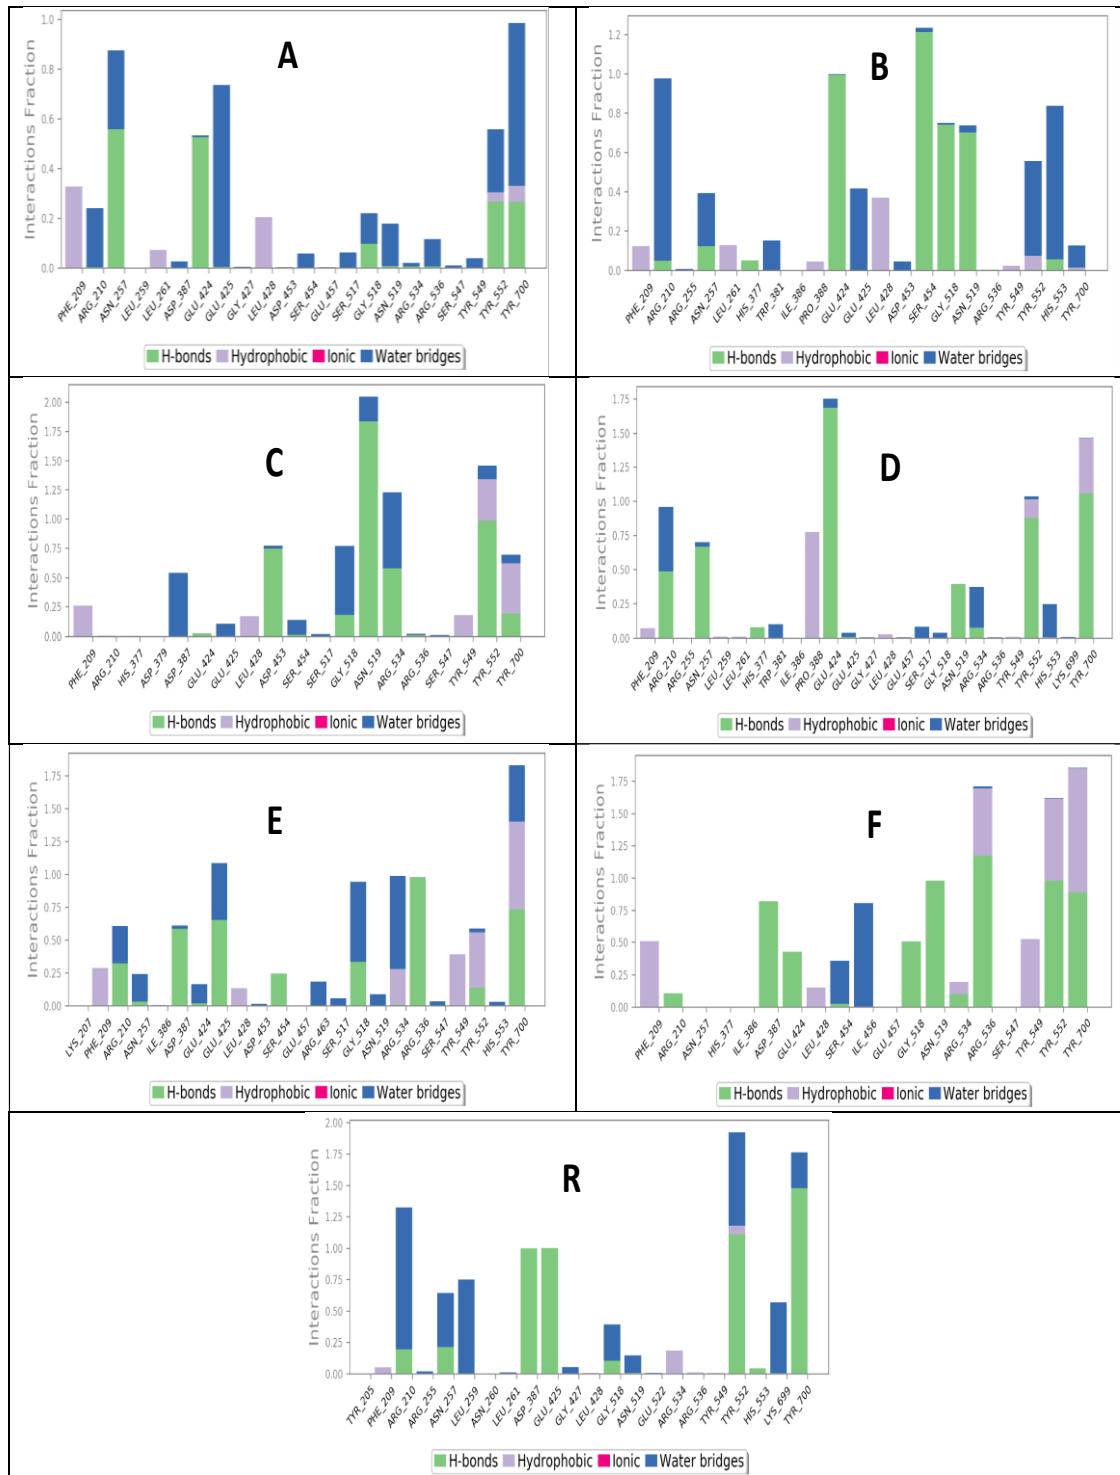 A
Interactions Fraction
1.0
0.8
0.6
0.4
0.2
0.0
PHE_209 ARG_210 ASN_257 LEU_259 LEU_261 ASP_387 GLU_424 GLU_425 GLY_427 LEU_428 ASP_453 SER_454 GLU_457 SER_517 GLY_518 ASN_519 ARG_534 ARG_536 SER_547 TYR_549 TYR_552 TYR_700
H-bonds Hydrophobic Ionic Water bridges
B
Interactions Fraction
1.2
1.0
0.8
0.6
0.4
0.2
0.0
PHE_209 ARG_210 ARG_255 ASN_257 LEU_261 HIS_377 TRP_381 ILE_386 PRO_388 GLU_424 GLU_425 LEU_428 ASP_453 SER_454 GLY_518 ASN_519 ARG_536 TYR_549 TYR_552 HIS_553 TYR_700
H-bonds Hydrophobic Ionic Water bridges
C
Interactions Fraction
2.00
1.75
1.50
1.25
1.00
0.75
0.50
0.25
0.00
PHE_209 ARG_210 HIS_377 ASP_379 ASP_387 GLU_424 GLU_425 LEU_428 ASP_453 SER_454 SER_517 GLY_518 ASN_519 ARG_534 ARG_536 SER_547 TYR_549 TYR_552 TYR_700
H-bonds Hydrophobic Ionic Water bridges
D
Interactions Fraction
1.75
1.50
1.25
1.00
0.75
0.50
0.25
0.00
PHE_209 ARG_210 ARG_255 ASN_257 LEU_259 LEU_261 HIS_377 TRP_381 ILE_386 PRO_388 GLU_424 GLU_425 GLY_427 LEU_428 GLU_457 SER_517 GLY_518 ASN_519 ARG_534 ARG_536 TYR_549 TYR_552 HIS_553 LYS_699 TYR_700
H-bonds Hydrophobic Ionic Water bridges
E
Interactions Fraction
1.75
1.50
1.25
1.00
0.75
0.50
0.25
0.00
LYS_207 PHE_209 ARG_210 ASN_257 ILE_386 ASP_387 GLU_424 GLU_425 LEU_428 ASP_453 SER_454 GLU_457 ARG_463 SER_517 GLY_518 ASN_519 ARG_534 ARG_536 SER_547 TYR_549 TYR_552 HIS_553 TYR_700
H-bonds Hydrophobic Ionic Water bridges
F
Interactions Fraction
1.75
1.50
1.25
1.00
0.75
0.50
0.25
0.00
PHE_209 ARG_210 ASN_257 HIS_377 ILE_386 ASP_387 GLU_424 LEU_428 SER_454 ILE_456 GLU_457 GLY_518 ASN_519 ARG_534 ARG_536 SER_547 TYR_549 TYR_552 TYR_700
H-bonds Hydrophobic Ionic Water bridges
R
Interactions Fraction
2.00
1.75
1.50
1.25
1.00
0.75
0.50
0.25
0.00
TYR_205 PHE_209 ARG_210 ARG_255 ASN_257 LEU_259 ASN_260 LEU_261 ASP_387 GLU_425 GLY_427 LEU_428 GLY_518 ASN_519 GLU_522 ARG_534 ARG_536 TYR_549 TYR_552 HIS_553 LYS_699 TYR_700
H-bonds Hydrophobic Ionic Water bridges